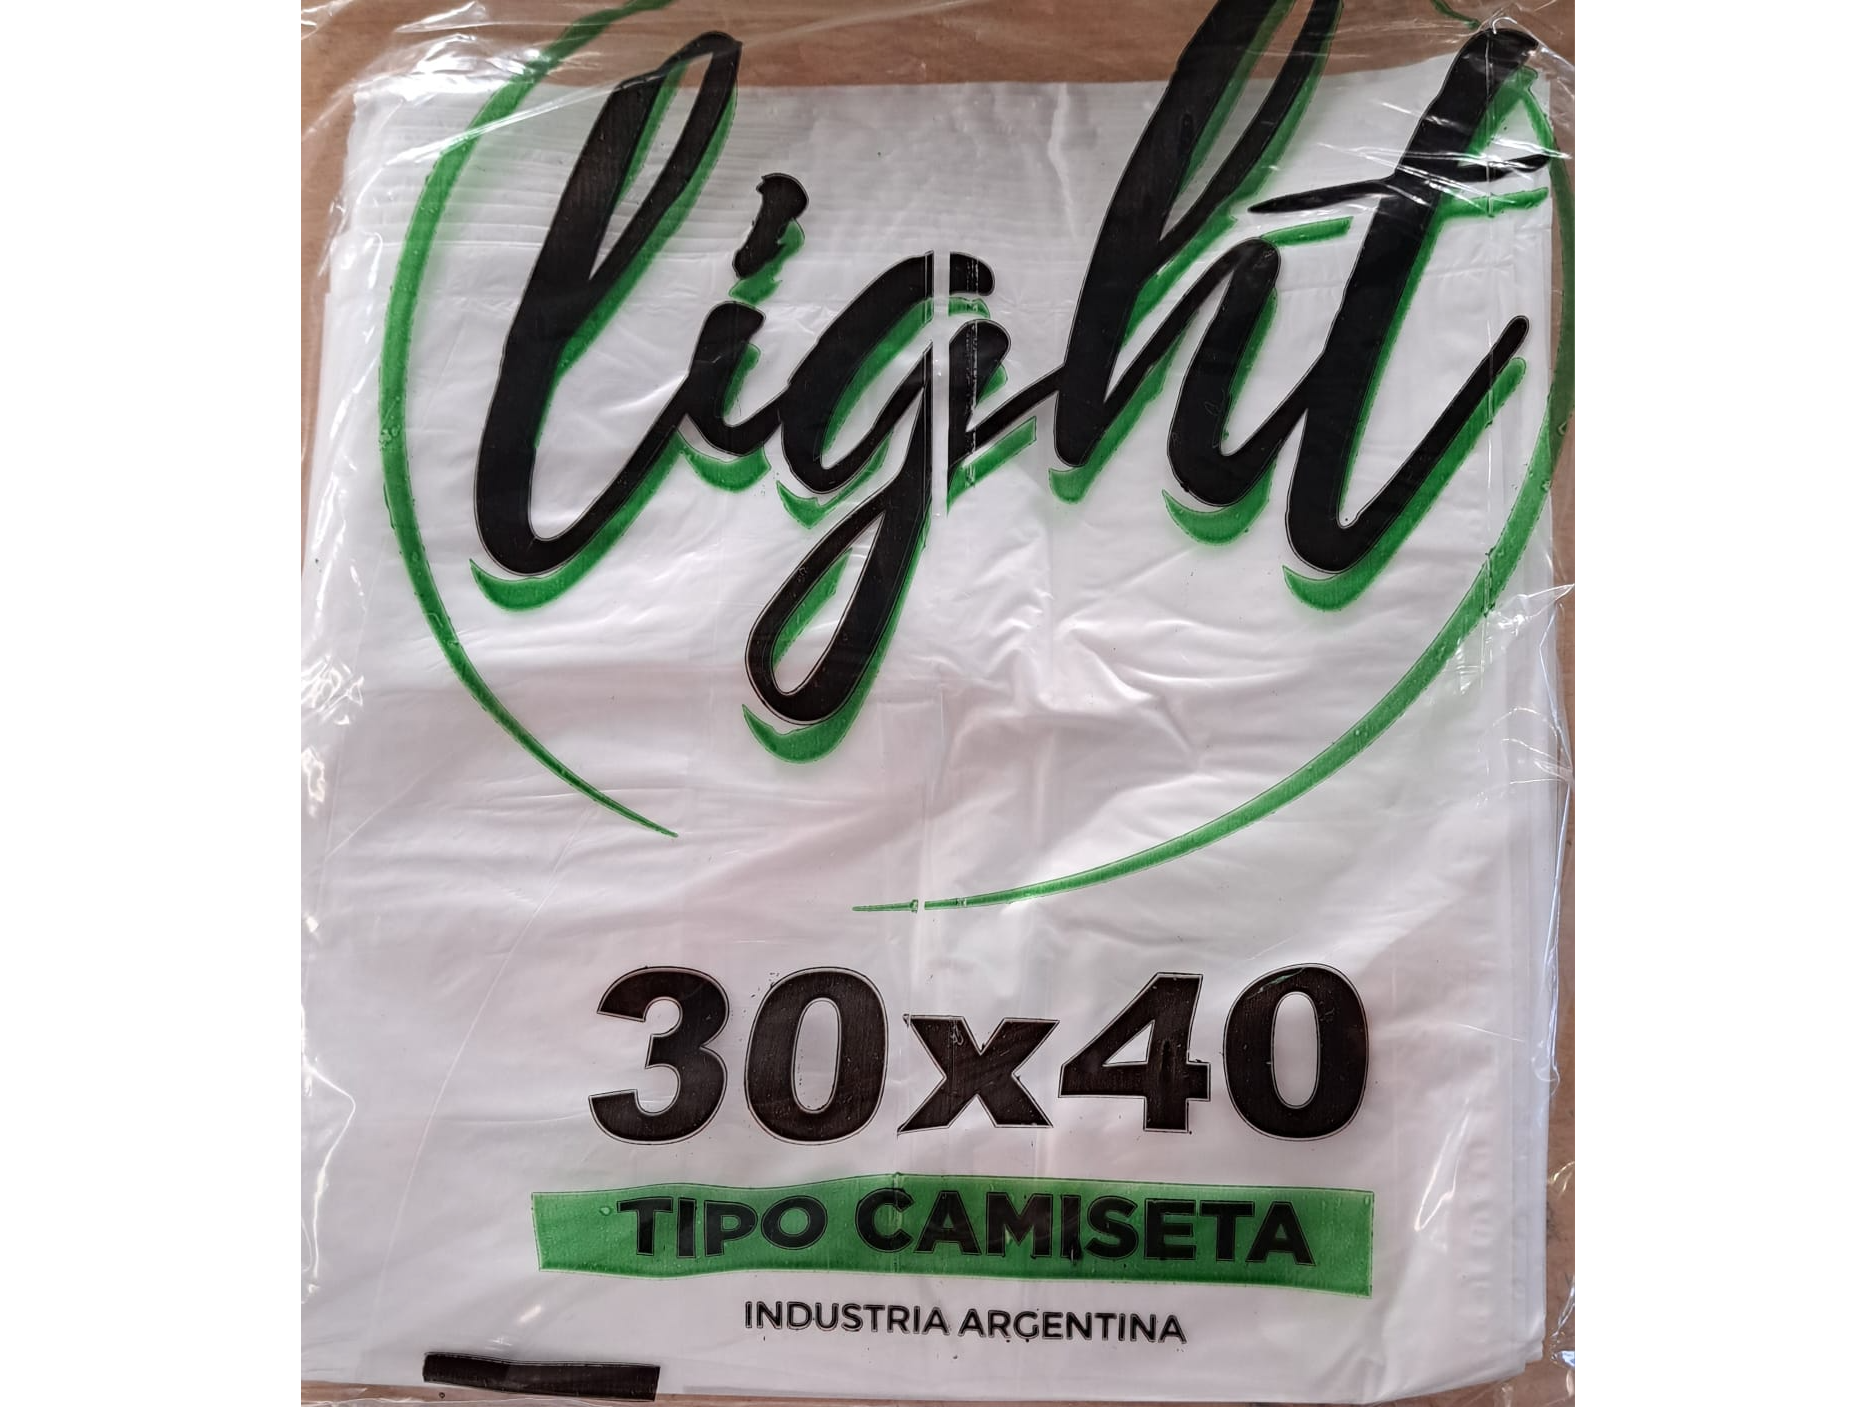 light
30x40
TIPO CAMISETA
INDUSTRIA ARGENTINA